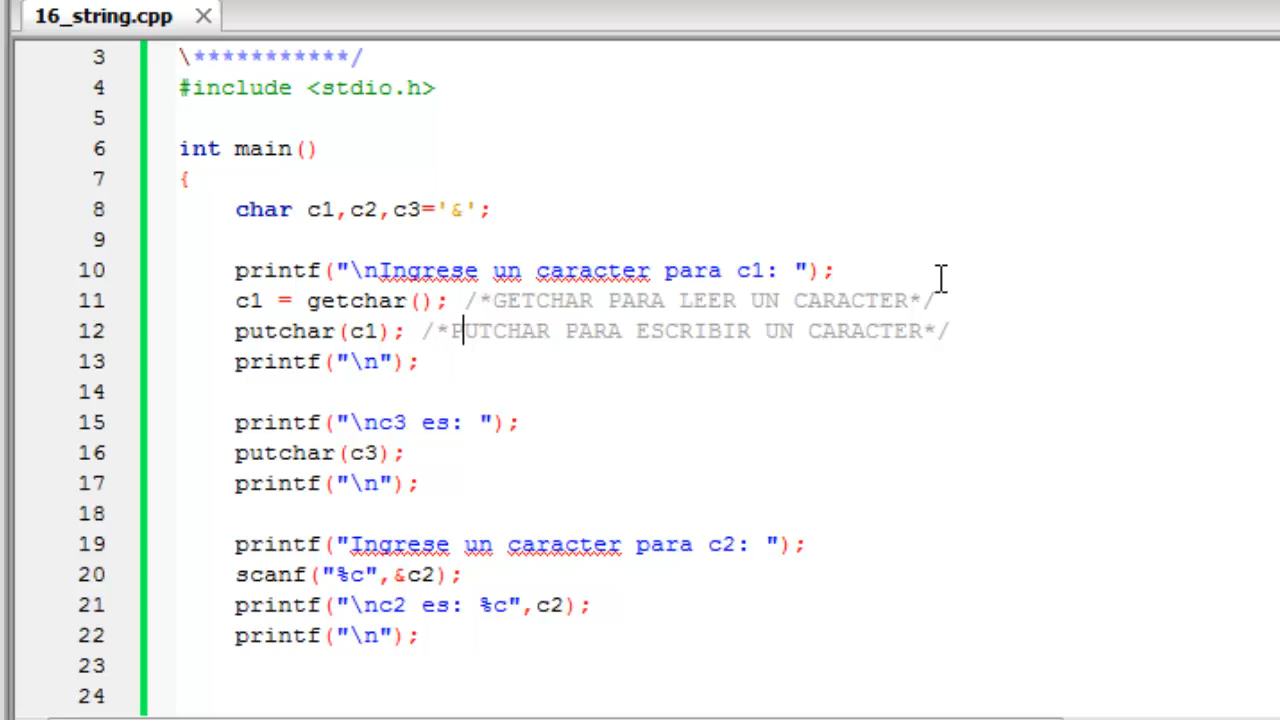 16_string.cpp
3 \***********/
4 #include <stdio.h>
5
6 int main()
7 {
8 char c1,c2,c3='&';
9
10 printf("\nIngrese un caracter para c1: ");
11 c1 = getchar(); /*GETCHAR PARA LEER UN CARACTER*/
12 putchar(c1); /*PUTCHAR PARA ESCRIBIR UN CARACTER*/
13 printf("\n");
14
15 printf("\nc3 es: ");
16 putchar(c3);
17 printf("\n");
18
19 printf("Ingrese un caracter para c2: ");
20 scanf("%c",&c2);
21 printf("\nc2 es: %c",c2);
22 printf("\n");
23
24